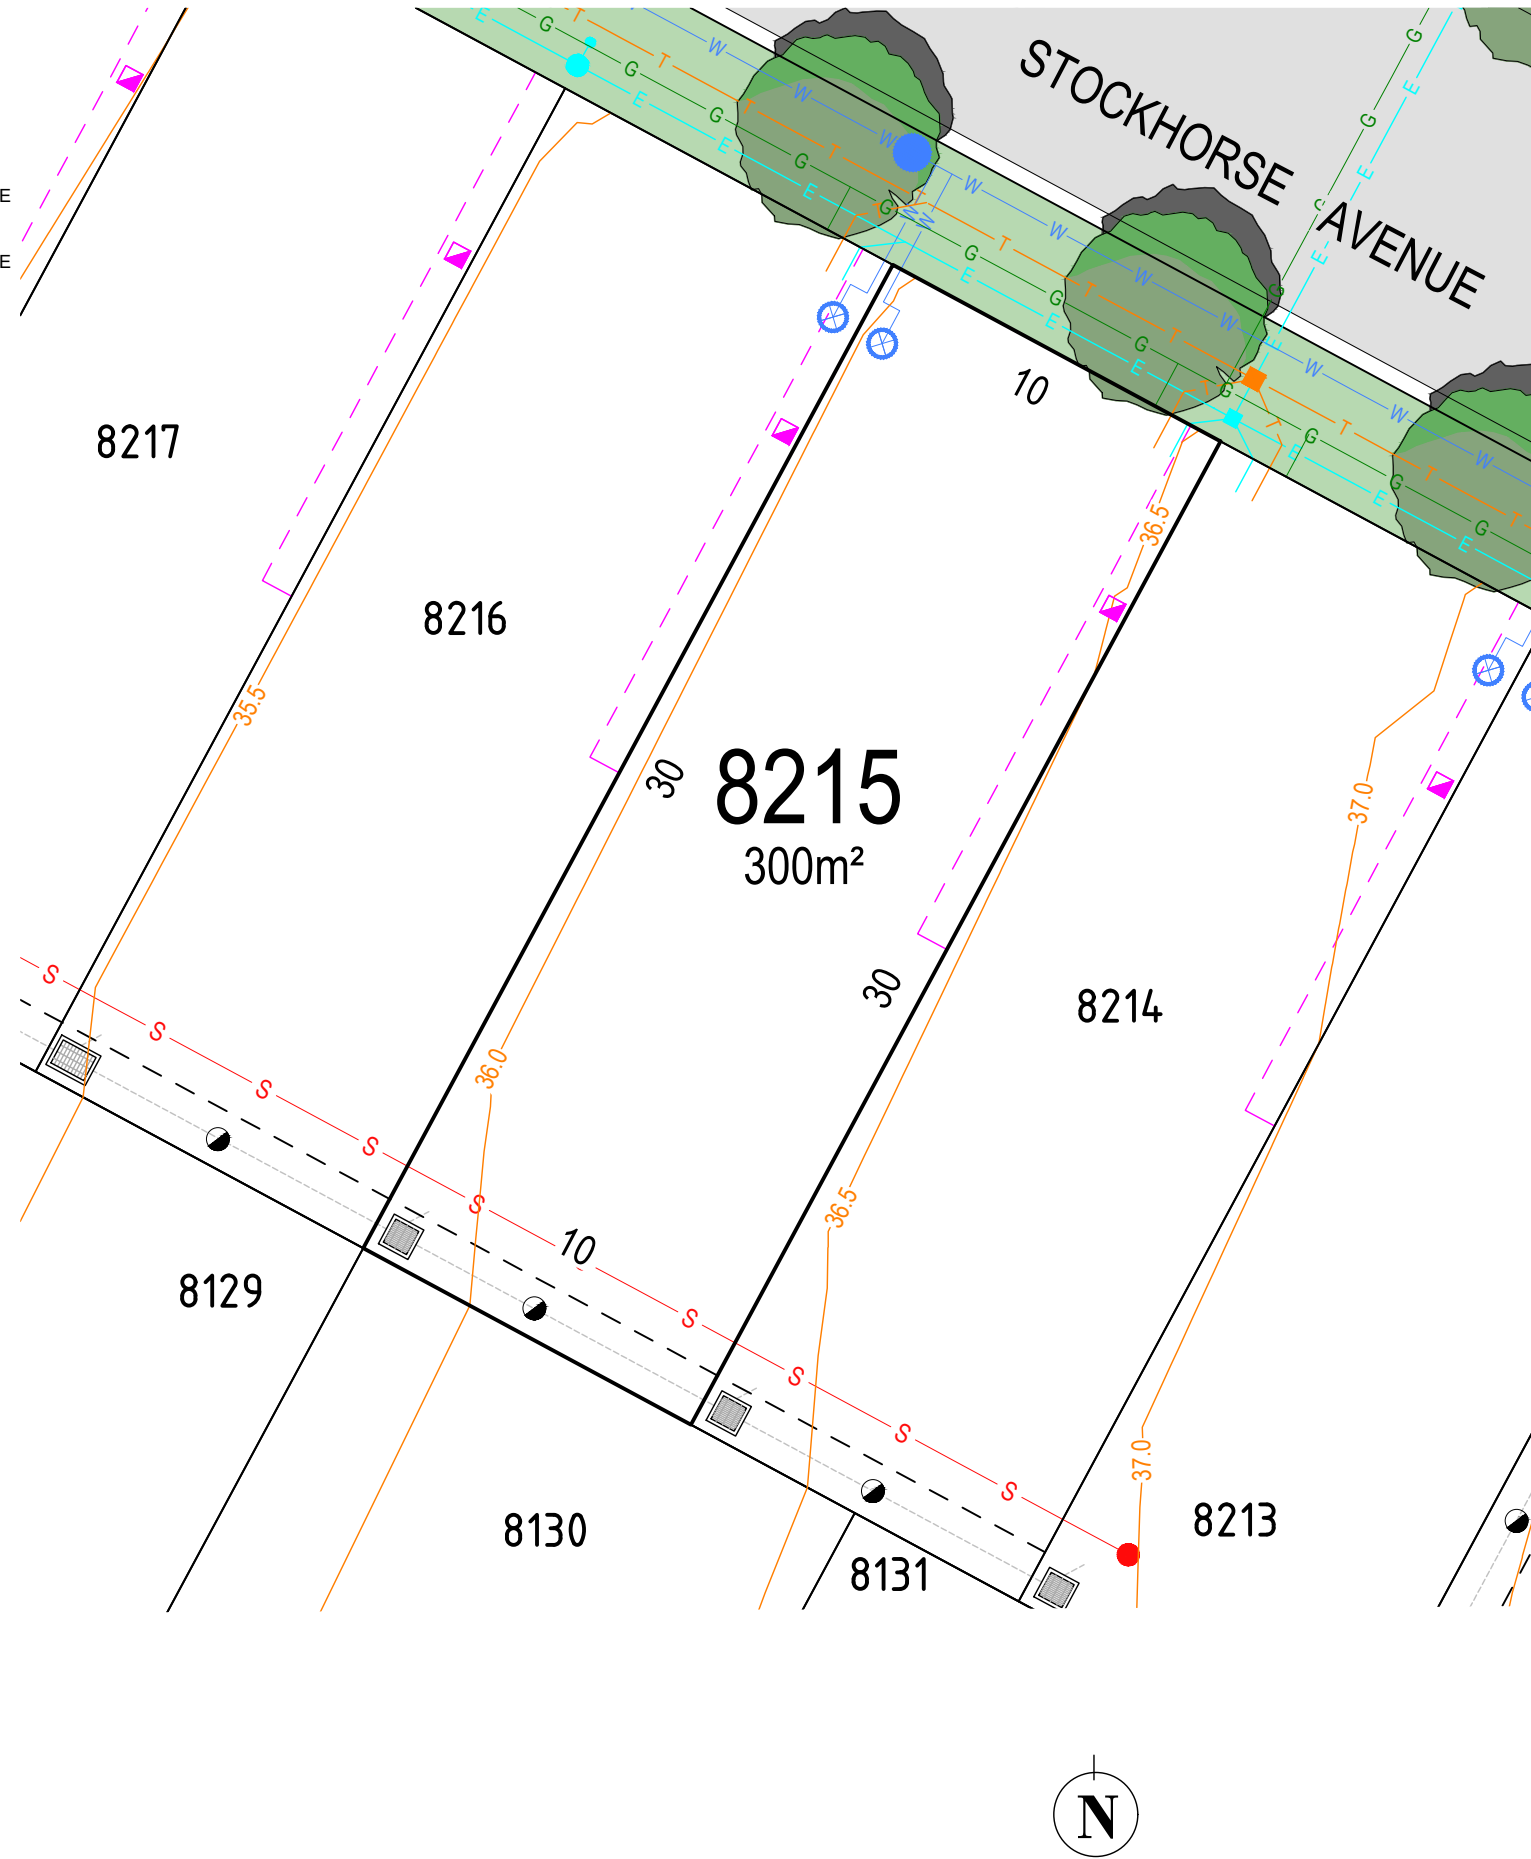 STOCKHORSE AVENUE
E
E
10
8217
36.5
8216
35.5
30
8215
300m²
37.0
30
8214
36.0
36.5
10
8129
37.0
8213
8130
8131
S S S S S S S S S
E G T W W T G E W T G E W T G E
W T G E W T G E W T G E W T G E
G E G E G E
N